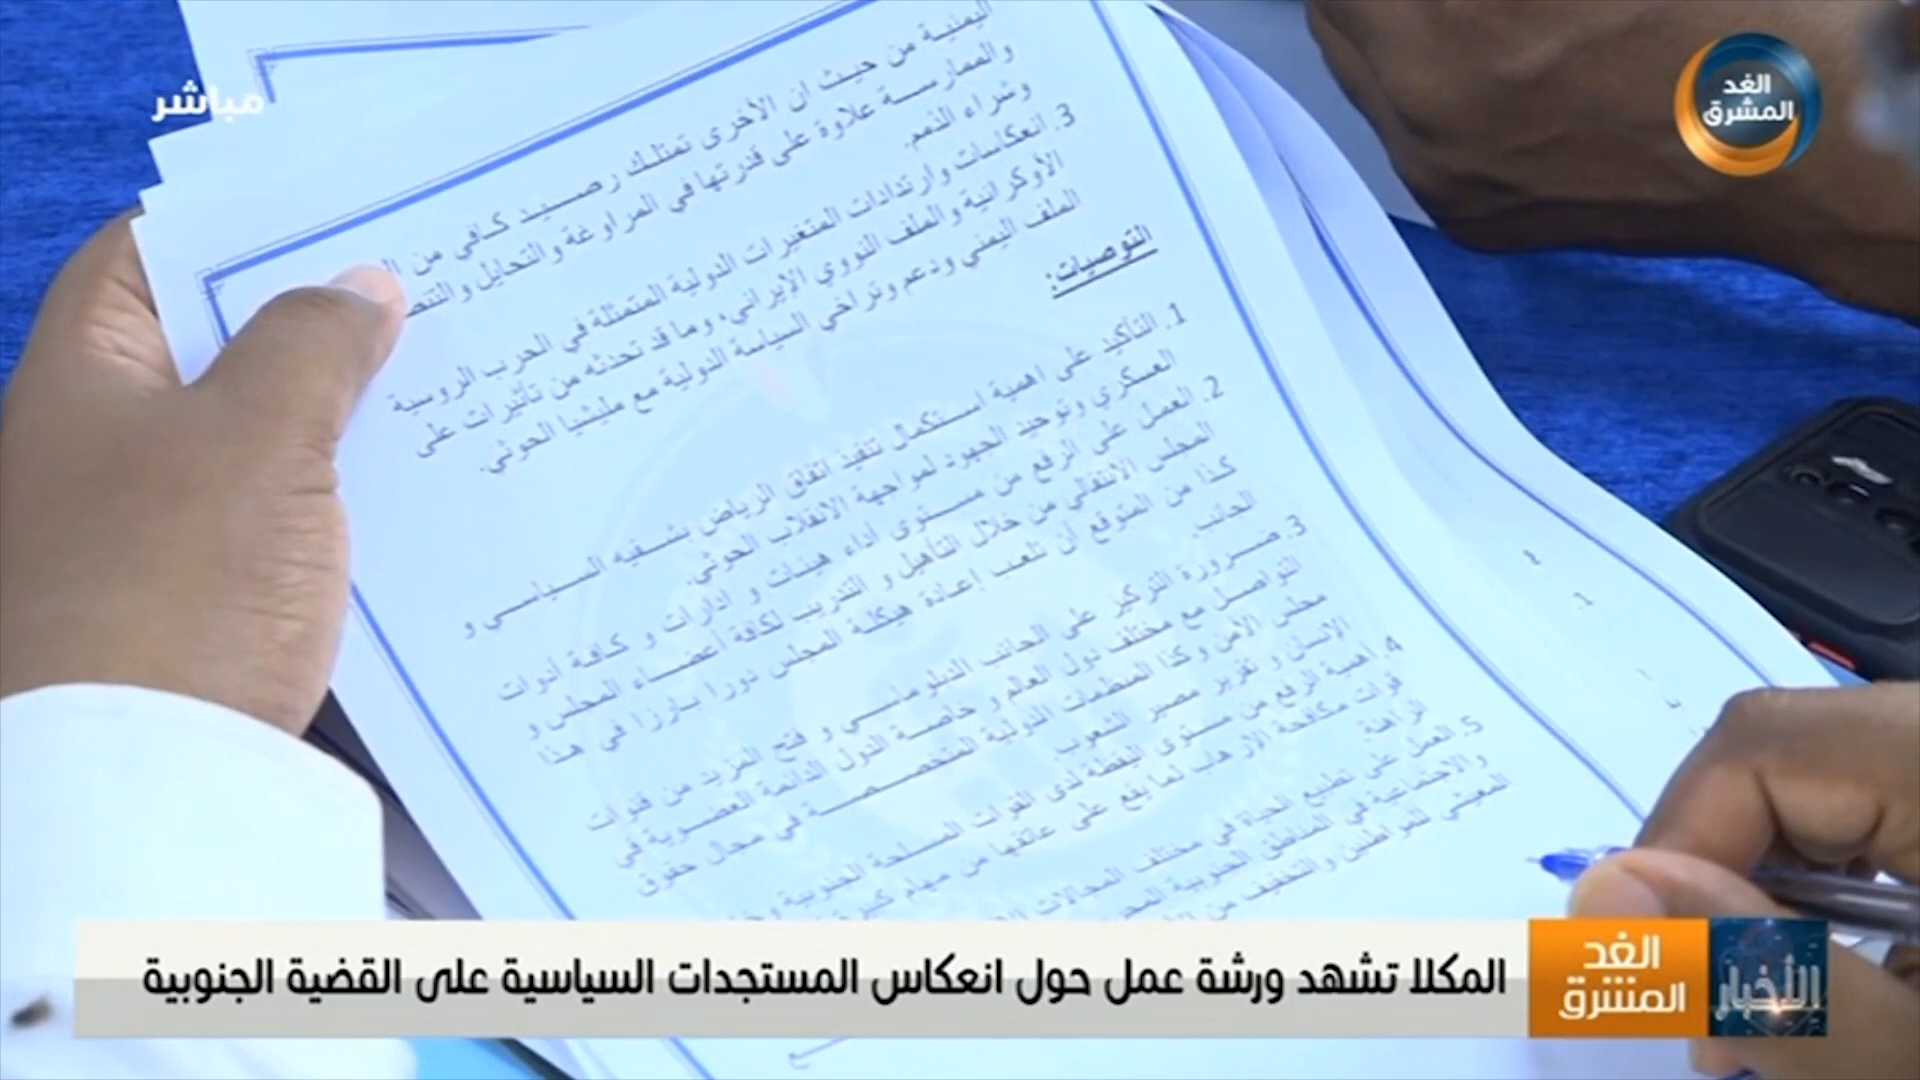 مباشر
الغد
المشرق
اليمنية من حيث ان الأخرى تمتلك رصيد كافي من
والممارسة علاوة على قدرتها في المراوغة والتحايل والتنصل
وشراء الذمم.
3. انعكاسات وارتدادات المتغيرات الدولية المتمثلة في الحرب الروسية
الأوكرانية والملف النووي الإيراني، وما قد تحدثه من تأثيرات على
الملف اليمني ودعم وتراخي السياسة الدولية مع مليشيا الحوثي.
التوصيات:
1. التأكيد على اهمية استكمال تنفيذ اتفاق الرياض بشقيه السياسي و
العسكري وتوحيد الجهود لمواجهة الانقلاب الحوثي.
2. العمل على الرفع من مستوى أداء هيئات و ادارات و كافة أدوات
المجلس الانتقالي من خلال التأهيل و التدريب لكافة أعضاء المجلس و
كذا من المتوقع أن تلعب إعادة هيكلة المجلس دورا بارزا في هذا
الجانب.
3. ضرورة التركيز على الجانب الدبلوماسي و فتح المزيد من قنوات
التواصل مع مختلف دول العالم و خاصة الدول الدائمة العضوية في
مجلس الأمن وكذا المنظمات الدولية المتخصصة في مجال حقوق
الإنسان و تقرير مصير الشعوب
4. أهمية الرفع من مستوى اليقظة لدى القوات المسلحة الجنوبية
قوات مكافحة الارهاب لما يقع على عاتقها من مهام كبيرة
الراهنة.
5. العمل على تطبيع الحياة في مختلف المجالات
والاجتماعية في المناطق الجنوبية
المعيشي للمواطنين والتخفيف من
الأخبار
الغد
المشرق
المكلا تشهد ورشة عمل حول انعكاس المستجدات السياسية على القضية الجنوبية